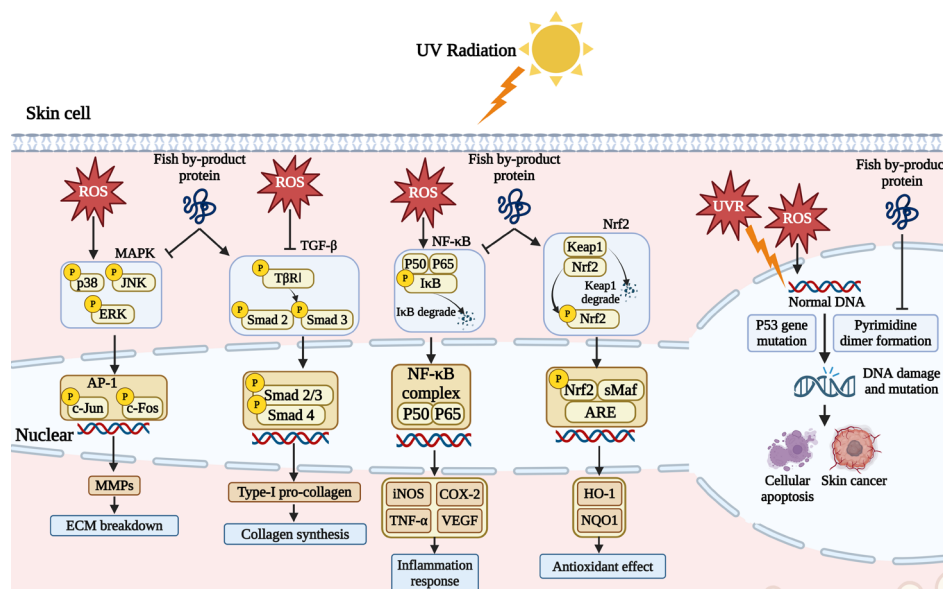 UV Radiation
Skin cell
ROS
Fish by-product
protein
ROS
MAPK
p
p38
p
JNK
p
ERK
TGF-β
p
TβRI
p
Smad 2
p
Smad 3
ROS
Fish by-product
protein
NF-κB
P50 P65
p
IκB
IκB degrade
Nrf2
Keap1
Nrf2
Keap1
degrade
p
Nrf2
UVR
ROS
Fish by-produc
protein
Normal DNA
P53 gene
mutation
Pyrimidine
dimer formation
DNA damage
and mutation
Cellular
apoptosis
Skin cancer
Nuclear
AP-1
p
c-Jun
p
c-Fos
MMPs
ECM breakdown
p
Smad 2/3
p
Smad 4
Type-I pro-collagen
Collagen synthesis
NF-κB
complex
P50 P65
iNOS COX-2
TNF-α VEGF
Inflammation
response
p
Nrf2 sMaf
ARE
HO-1
NQO1
Antioxidant effect